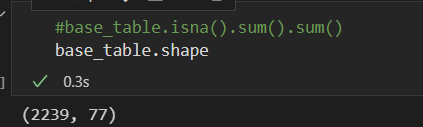 #base_table.isna().sum().sum()
base_table.shape
0.3s
(2239, 77)